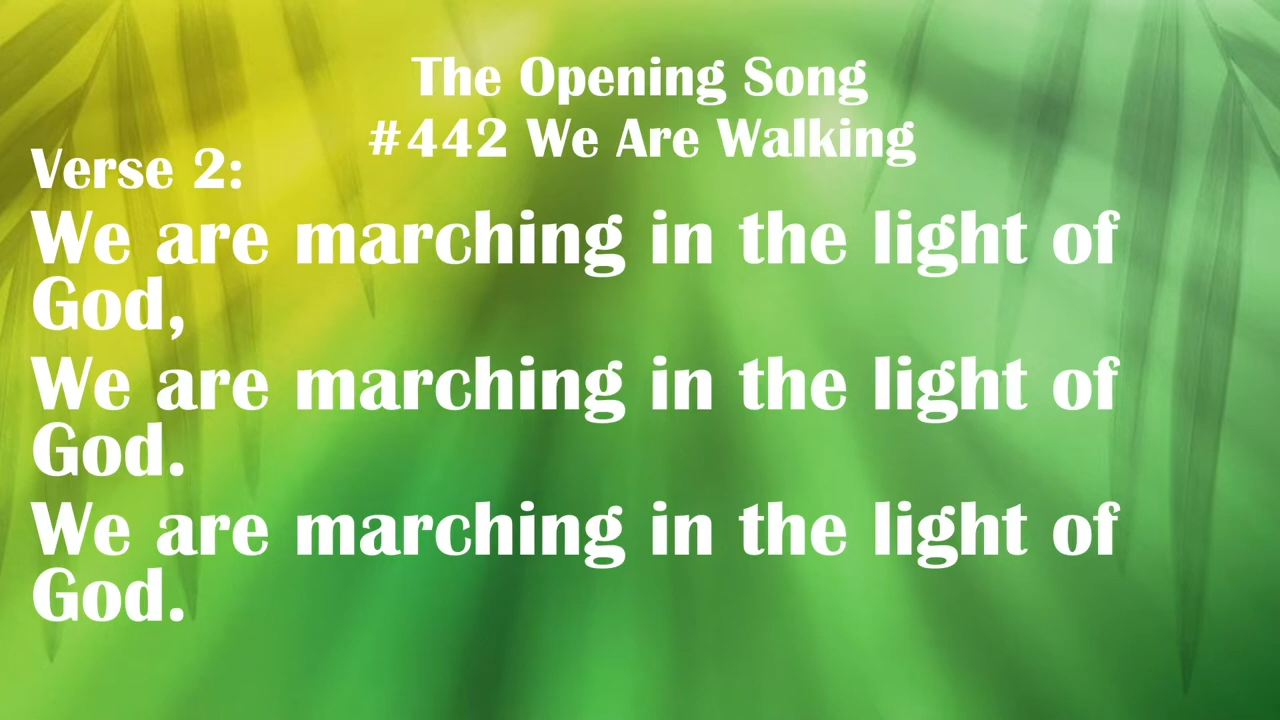 The Opening Song
#442 We Are Walking
Verse 2:
We are marching in the light of
God,
We are marching in the light of
God.
We are marching in the light of
God.